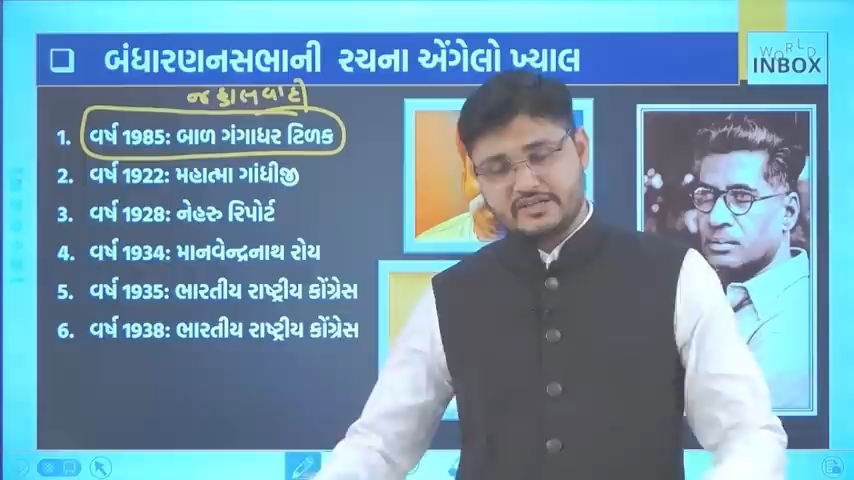 બંધારણનસભાની રચના અંગેલો ખ્યાલ
WORLD
INBOX
જહાલવાદી
1. વર્ષ 1985: બાળ ગંગાધર ટિળક
2. વર્ષ 1922: મહાત્મા ગાંધીજી
3. વર્ષ 1928: નેહરુ રિપોર્ટ
4. વર્ષ 1934: માનવેન્દ્રનાથ રોય
5. વર્ષ 1935: ભારતીય રાષ્ટ્રીય કોંગ્રેસ
6. વર્ષ 1938: ભારતીય રાષ્ટ્રીય કોંગ્રેસ